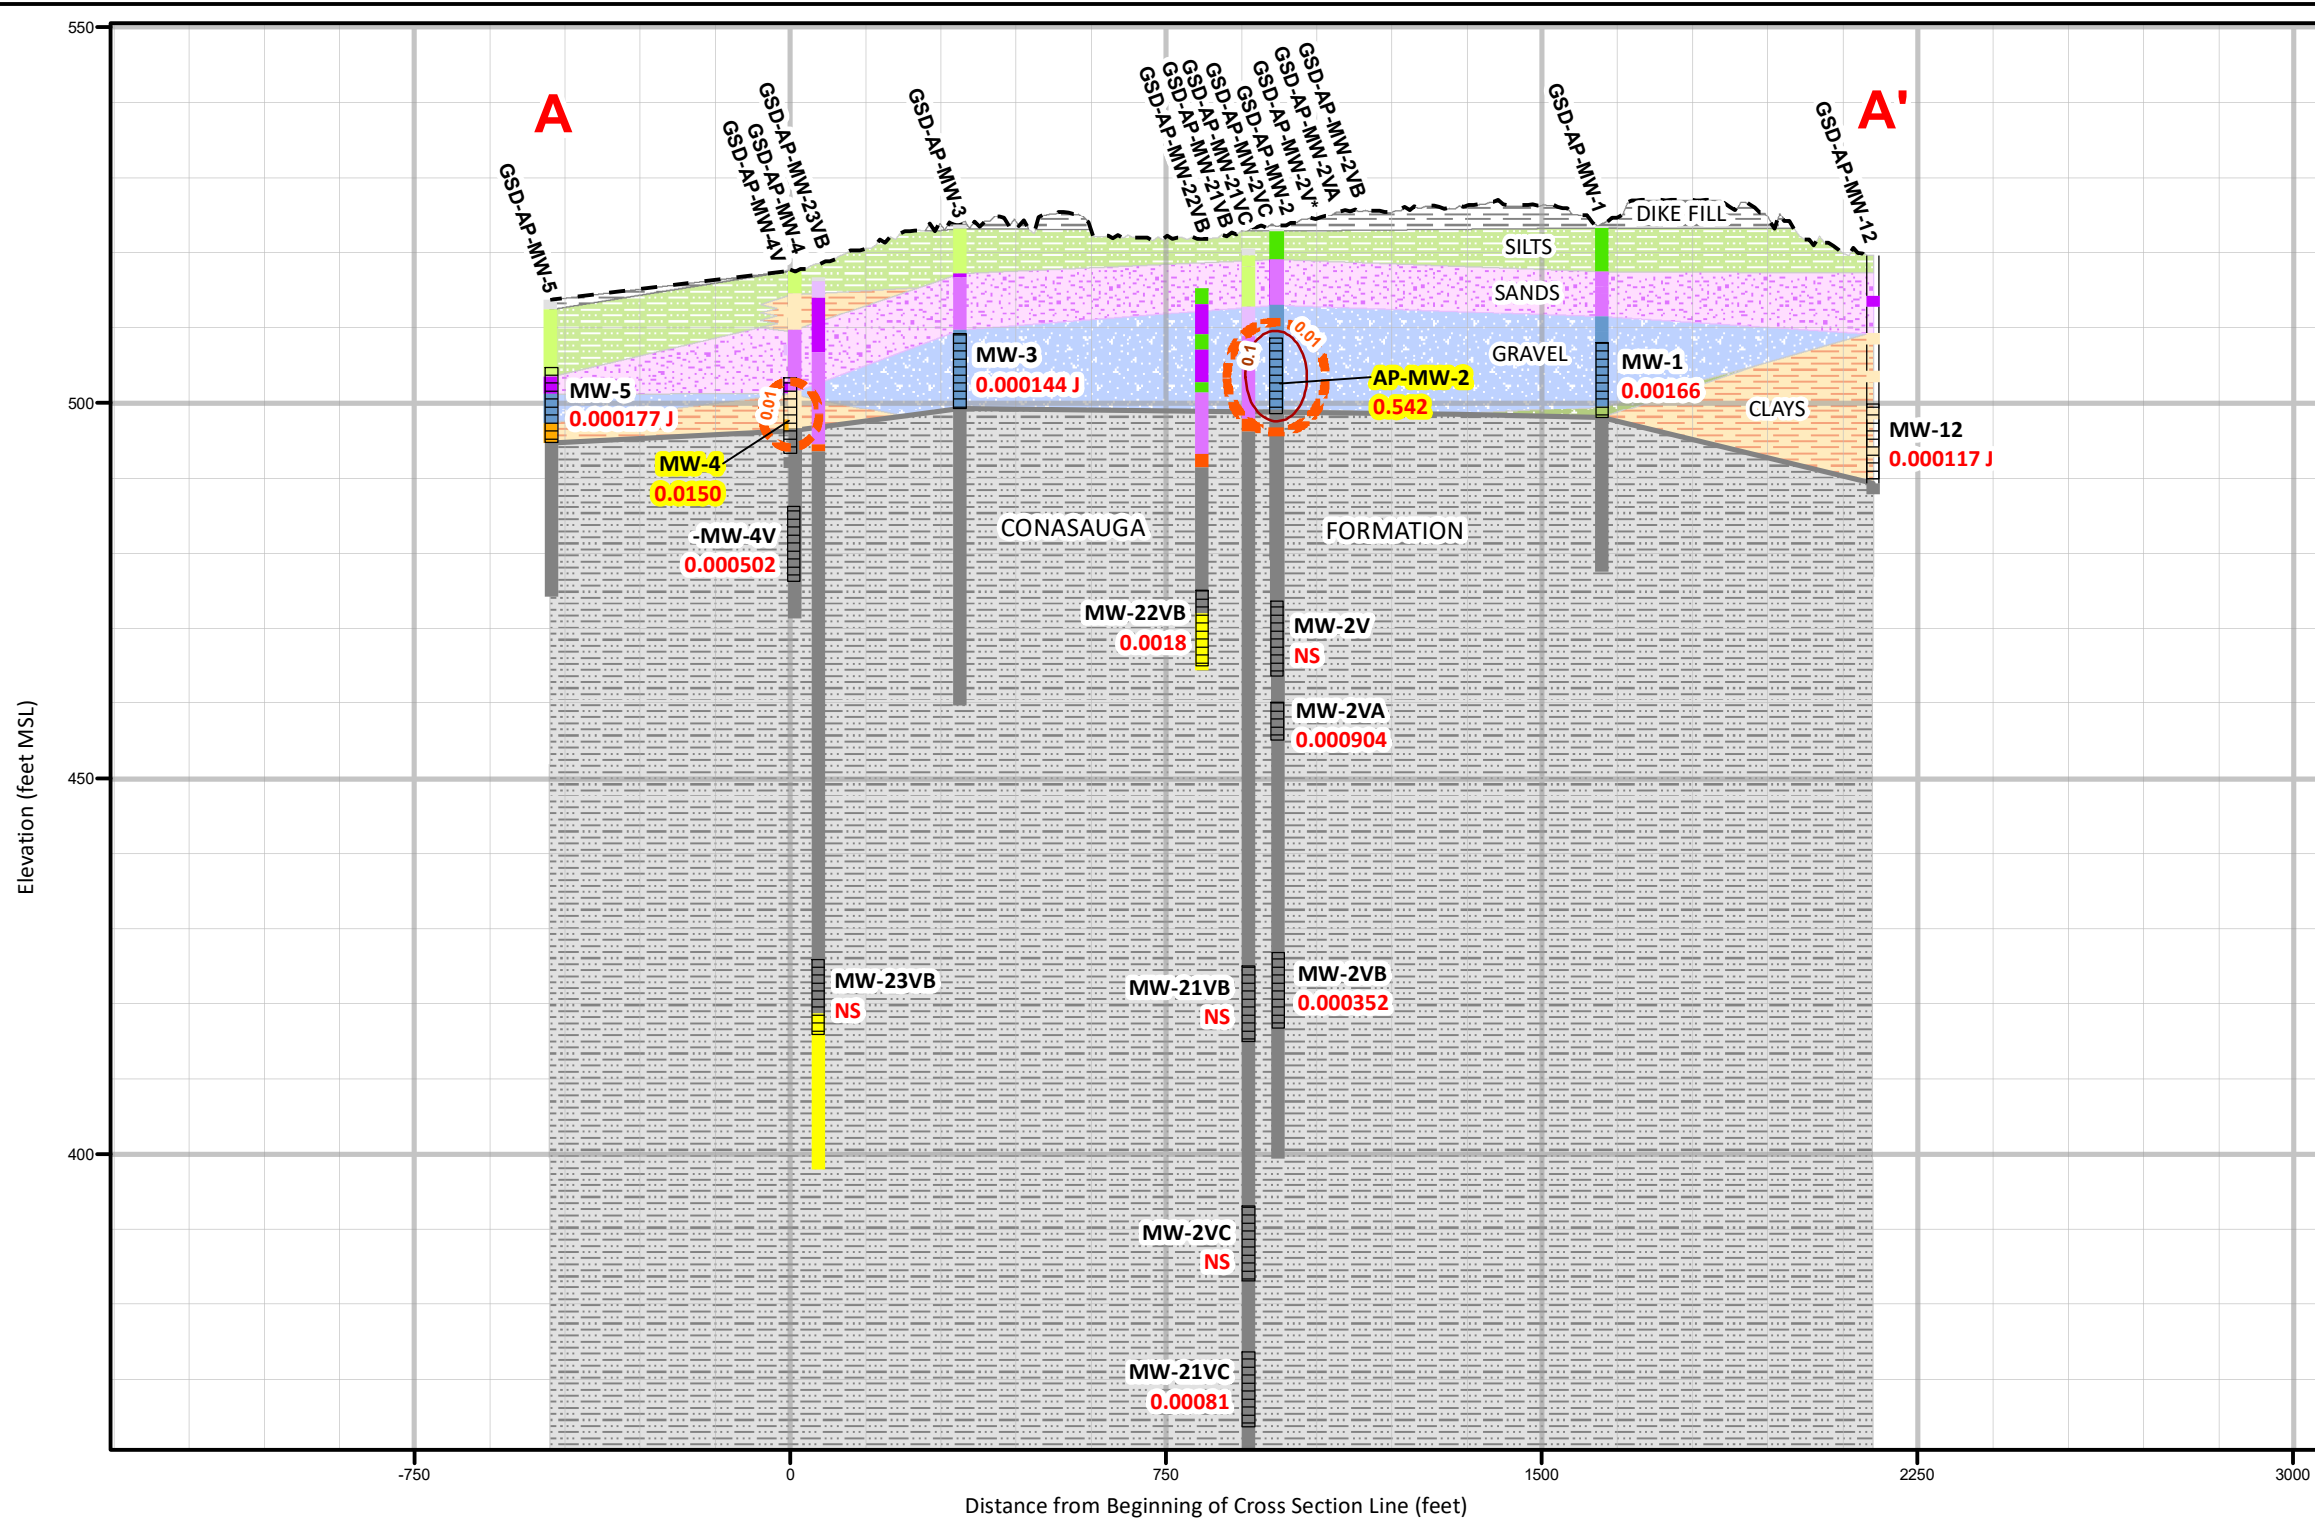 550
500
450
400
Elevation (feet MSL)
-750
0
750
1500
2250
3000
Distance from Beginning of Cross Section Line (feet)
A
A'
GSD-AP-MW-5
GSD-AP-MW-4V
GSD-AP-MW-4
GSD-AP-MW-23VB
GSD-AP-MW-3
GSD-AP-MW-22VB
GSD-AP-MW-21VB
GSD-AP-MW-21VC
GSD-AP-MW-2VC
GSD-AP-MW-2
GSD-AP-MW-2V*
GSD-AP-MW-2VA
GSD-AP-MW-2VB
GSD-AP-MW-1
GSD-AP-MW-12
DIKE FILL
SILTS
SANDS
GRAVEL
CLAYS
CONASAUGA
FORMATION
MW-5
0.000177 J
0.01
MW-4
0.0150
-MW-4V
0.000502
MW-3
0.000144 J
0.1
0.01
AP-MW-2
0.542
MW-1
0.00166
MW-12
0.000117 J
MW-22VB
0.0018
MW-2V
NS
MW-2VA
0.000904
MW-23VB
NS
MW-21VB
NS
MW-2VB
0.000352
MW-2VC
NS
MW-21VC
0.00081